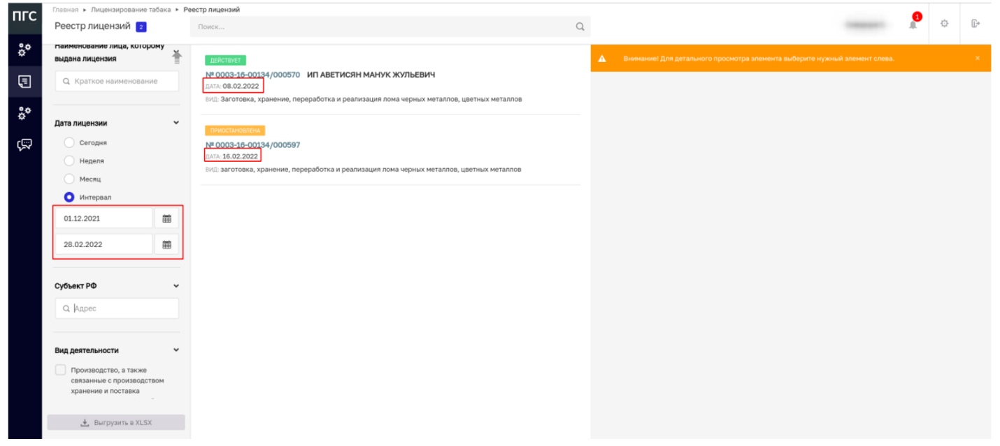 ПГС
Главная ▸ Лицензирование табака ▸ Реестр лицензий
Реестр лицензий 2
Поиск...
1
Наименование лица, которому
выдана лицензия
Краткое наименование
Дата лицензии
Сегодня
Неделя
Месяц
Интервал
01.12.2021
28.02.2022
Субъект РФ
Адрес
Вид деятельности
Производство, а также
связанные с производством
хранение и поставка
Выгрузить в XLSX
ДЕЙСТВУЕТ
№ 0003-16-00134/000570 ИП АВЕТИСЯН МАНУК ЖУЛЬЕВИЧ
ДАТА: 08.02.2022
ВИД: Заготовка, хранение, переработка и реализация лома черных металлов, цветных металлов
ПРИОСТАНОВЛЕНА
№ 0003-16-00134/000597
ДАТА: 16.02.2022
ВИД: заготовка, хранение, переработка и реализация лома черных металлов, цветных металлов
Внимание! Для детального просмотра элемента выберите нужный элемент слева.